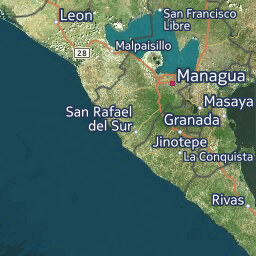 Leon
San Francisco
Libre
Malpaisillo
28
Managua
Masaya
San Rafael
del Sur
Granada
Jinotepe
La Conquista
Rivas